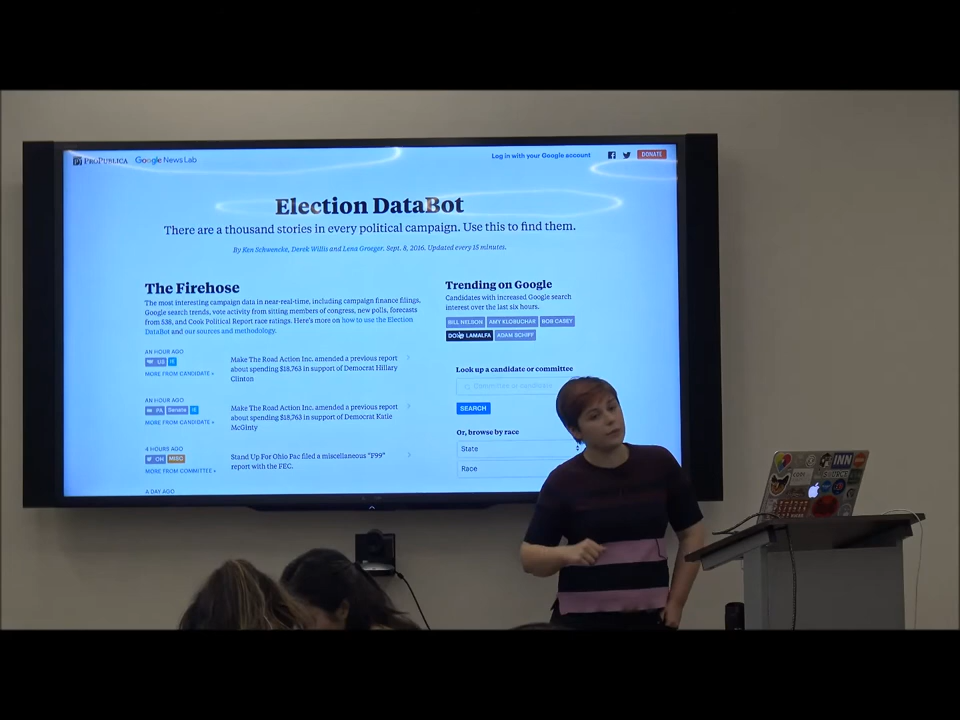 PROPUBLICA Google News Lab
Log in with your Google account
DONATE
Election DataBot
There are a thousand stories in every political campaign. Use this to find them.
By Ken Schwencke, Derek Willis and Lena Groeger. Sept. 8, 2016. Updated every 15 minutes.
The Firehose
The most interesting campaign data in near-real-time, including campaign finance filings,
Google search trends, vote activity from sitting members of congress, new polls, forecasts
from 538, and Cook Political Report race ratings. Here's more on how to use the Election
DataBot and our sources and methodology.
AN HOUR AGO
US IE
MORE FROM CANDIDATE »
Make The Road Action Inc. amended a previous report
about spending $18,763 in support of Democrat Hillary
Clinton
AN HOUR AGO
PA Senate IE
MORE FROM CANDIDATE »
Make The Road Action Inc. amended a previous report
about spending $18,763 in support of Democrat Katie
McGinty
4 HOURS AGO
OH MISC
MORE FROM COMMITTEE »
Stand Up For Ohio Pac filed a miscellaneous "F99"
report with the FEC.
A DAY AGO
Trending on Google
Candidates with increased Google search
interest over the last six hours.
BILL NELSON AMY KLOBUCHAR BOB CASEY
LAMALFA ADAM SCHIFF
Look up a candidate or committee
Committee or candidate
SEARCH
Or, browse by race
State
Race
INN